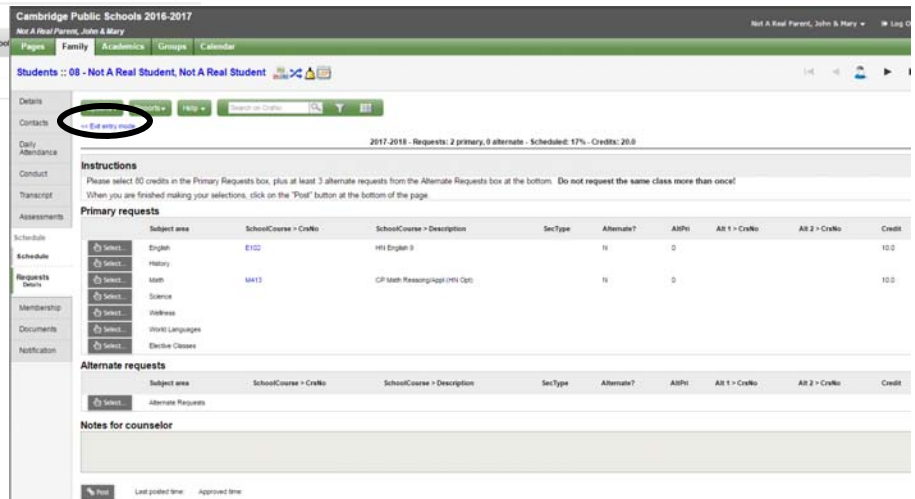 Cambridge Public Schools 2016-2017
Not A Real Parent, John & Mary
Not A Real Parent, John & Mary
Log O
Pages Family Academics Groups Calendar
Students :: 08 - Not A Real Student, Not A Real Student
Details
Contacts
Daily Attendance
Conduct
Transcript
Assessments
Schedule
Schedule
Requests
Details
Membership
Documents
Notification
Help
Search on CrsNo
<< Exit entry mode
2017-2018 - Requests: 2 primary, 0 alternate - Scheduled: 17% - Credits: 20.0
Instructions
Please select 80 credits in the Primary Requests box, plus at least 3 alternate requests from the Alternate Requests box at the bottom. Do not request the same class more than once!
When you are finished making your selections, click on the "Post" button at the bottom of the page.
Primary requests
Subject area SchoolCourse > CrsNo SchoolCourse > Description SecType Alternate? AltPri Alt 1 > CrsNo Alt 2 > CrsNo Credit
Select... English E102 HN English 9 N 0 10.0
Select... History
Select... Math M413 CP Math Reasoning/Appl (HN Opt) N 0 10.0
Select... Science
Select... Wellness
Select... World Languages
Select... Elective Classes
Alternate requests
Subject area SchoolCourse > CrsNo SchoolCourse > Description SecType Alternate? AltPri Alt 1 > CrsNo Alt 2 > CrsNo Credit
Select... Alternate Requests
Notes for counselor
Post Last posted time: Approved time: